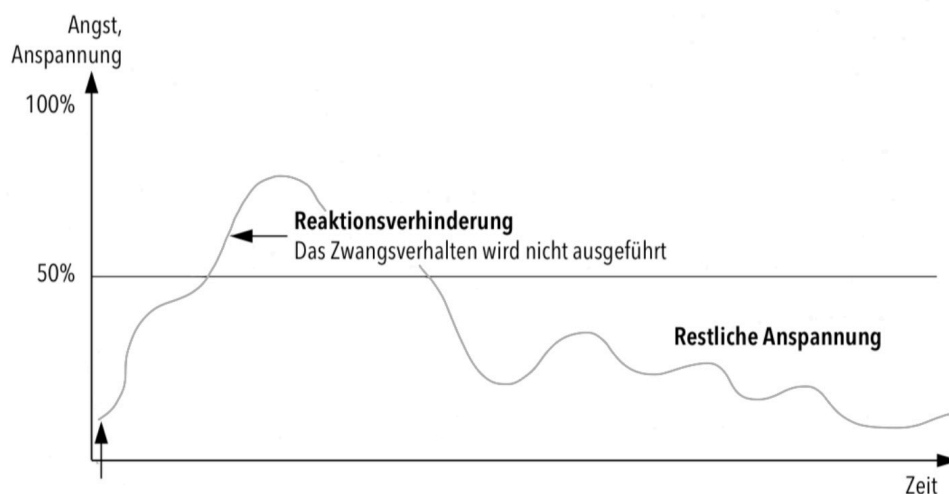 Angst,
Anspannung
100%
Reaktionsverhinderung
Das Zwangsverhalten wird nicht ausgeführt
50%
Restliche Anspannung
Zeit